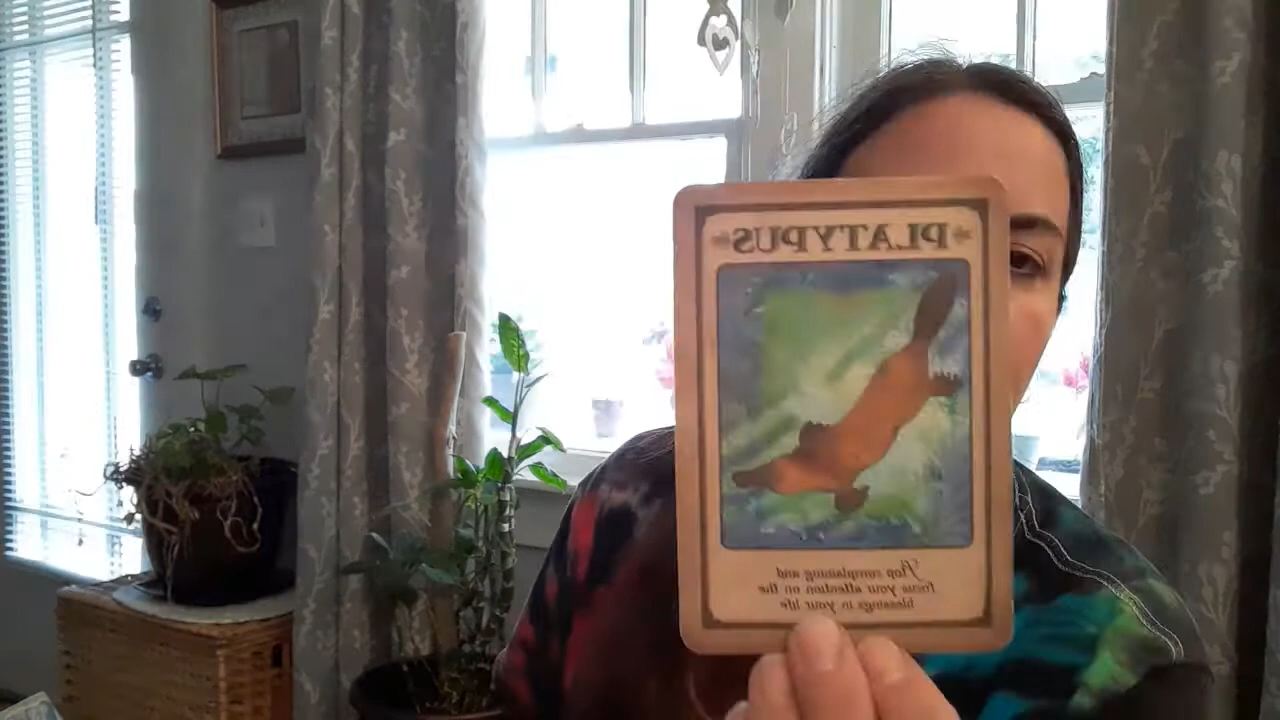 PLATYPUS
Stop complaining and
focus your attention on the
blessings in your life